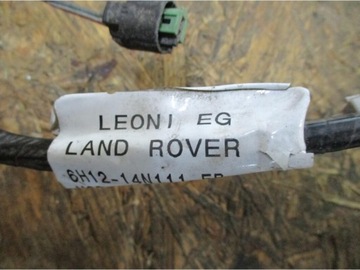 LEONI EG
LAND ROVER
6H12-14N111